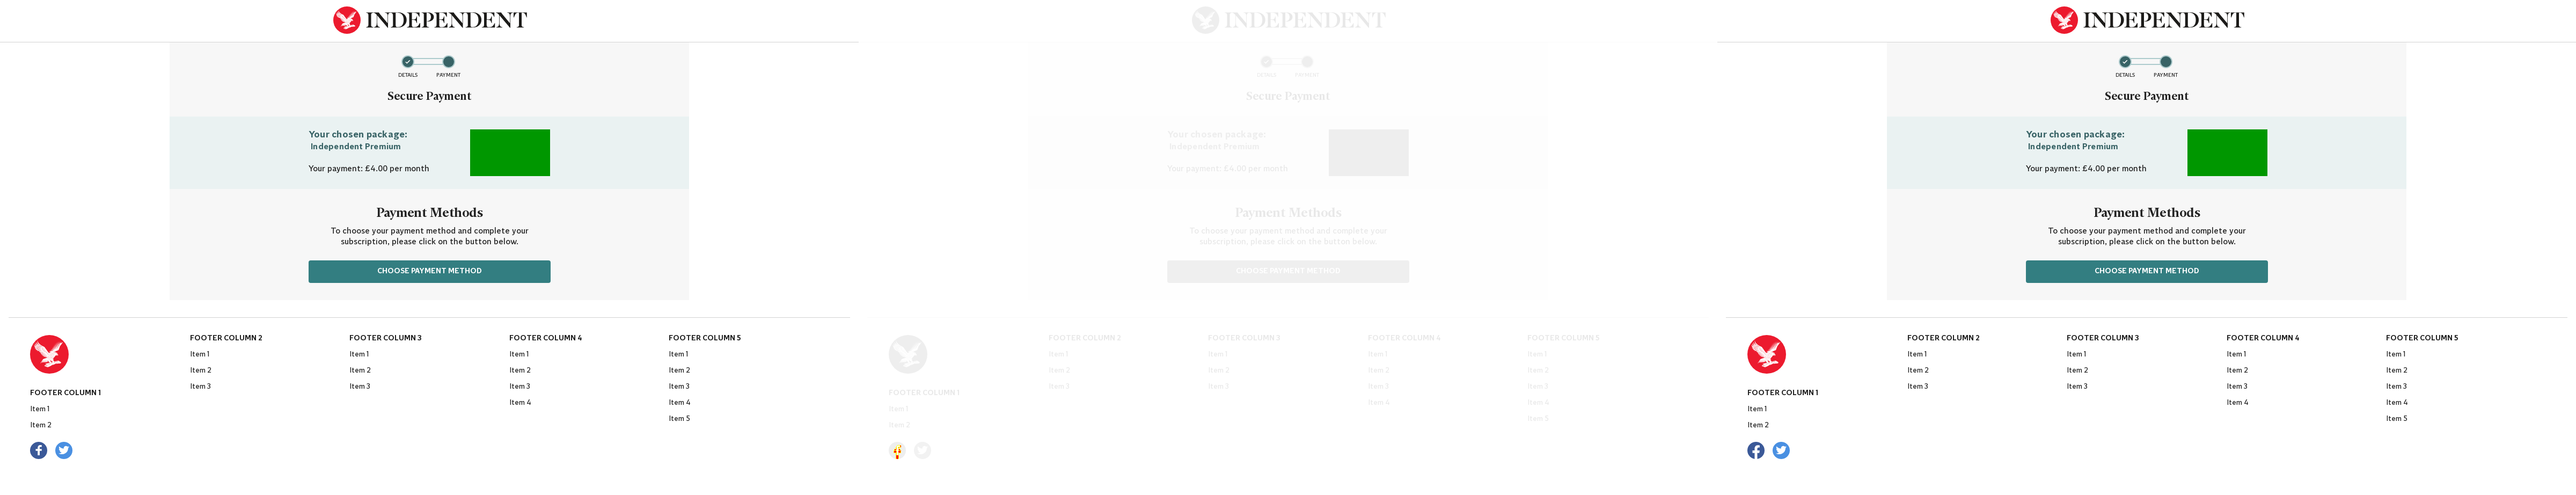 INDEPENDENT
DETAILS PAYMENT
Secure Payment
Your chosen package:
Independent Premium
Your payment: £4.00 per month
Payment Methods
To choose your payment method and complete your
subscription, please click on the button below.
CHOOSE PAYMENT METHOD
FOOTER COLUMN 1
Item 1
Item 2
FOOTER COLUMN 2
Item 1
Item 2
Item 3
FOOTER COLUMN 3
Item 1
Item 2
Item 3
FOOTER COLUMN 4
Item 1
Item 2
Item 3
Item 4
FOOTER COLUMN 5
Item 1
Item 2
Item 3
Item 4
Item 5
INDEPENDENT
DETAILS PAYMENT
Secure Payment
Your chosen package:
Independent Premium
Your payment: £4.00 per month
Payment Methods
To choose your payment method and complete your
subscription, please click on the button below.
CHOOSE PAYMENT METHOD
FOOTER COLUMN 1
Item 1
Item 2
FOOTER COLUMN 2
Item 1
Item 2
Item 3
FOOTER COLUMN 3
Item 1
Item 2
Item 3
FOOTER COLUMN 4
Item 1
Item 2
Item 3
Item 4
FOOTER COLUMN 5
Item 1
Item 2
Item 3
Item 4
Item 5
INDEPENDENT
DETAILS PAYMENT
Secure Payment
Your chosen package:
Independent Premium
Your payment: £4.00 per month
Payment Methods
To choose your payment method and complete your
subscription, please click on the button below.
CHOOSE PAYMENT METHOD
FOOTER COLUMN 1
Item 1
Item 2
FOOTER COLUMN 2
Item 1
Item 2
Item 3
FOOTER COLUMN 3
Item 1
Item 2
Item 3
FOOTER COLUMN 4
Item 1
Item 2
Item 3
Item 4
FOOTER COLUMN 5
Item 1
Item 2
Item 3
Item 4
Item 5